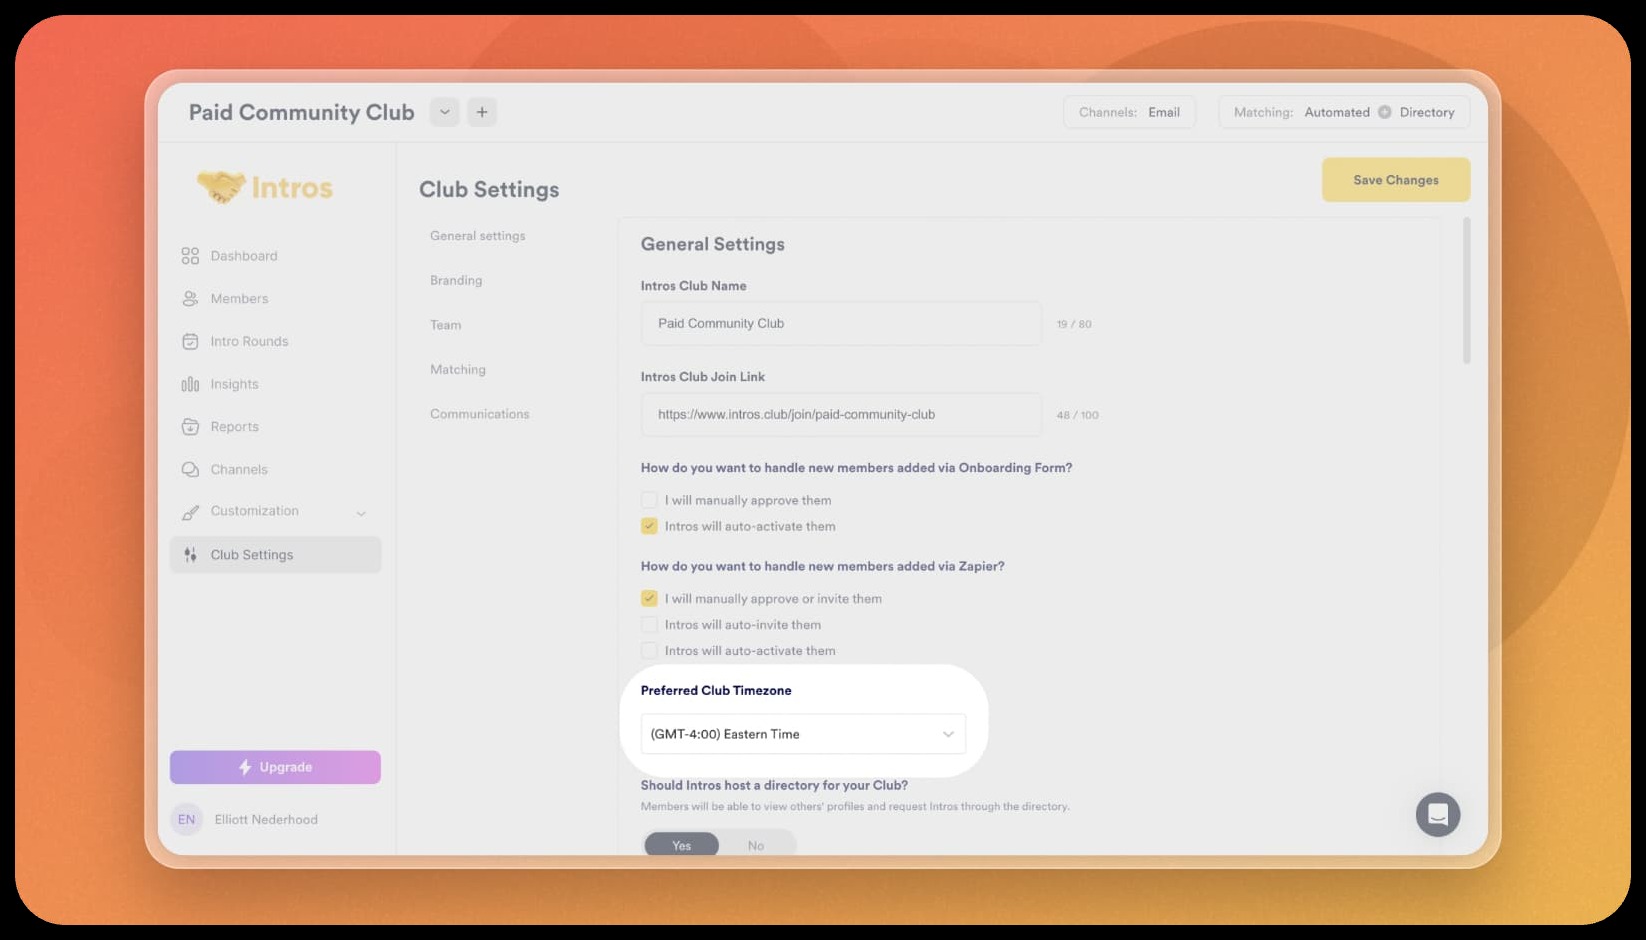 Paid Community Club
Channels: Email
Matching: Automated Directory
Intros
Dashboard
Members
Intro Rounds
Insights
Reports
Channels
Customization
Club Settings
Upgrade
EN Elliott Nederhood
Club Settings
Save Changes
General settings
Branding
Team
Matching
Communications
General Settings
Intros Club Name
Paid Community Club
19 / 80
Intros Club Join Link
https://www.intros.club/join/paid-community-club
48 / 100
How do you want to handle new members added via Onboarding Form?
I will manually approve them
Intros will auto-activate them
How do you want to handle new members added via Zapier?
I will manually approve or invite them
Intros will auto-invite them
Intros will auto-activate them
Preferred Club Timezone
(GMT-4:00) Eastern Time
Should Intros host a directory for your Club?
Members will be able to view others' profiles and request Intros through the directory.
Yes No